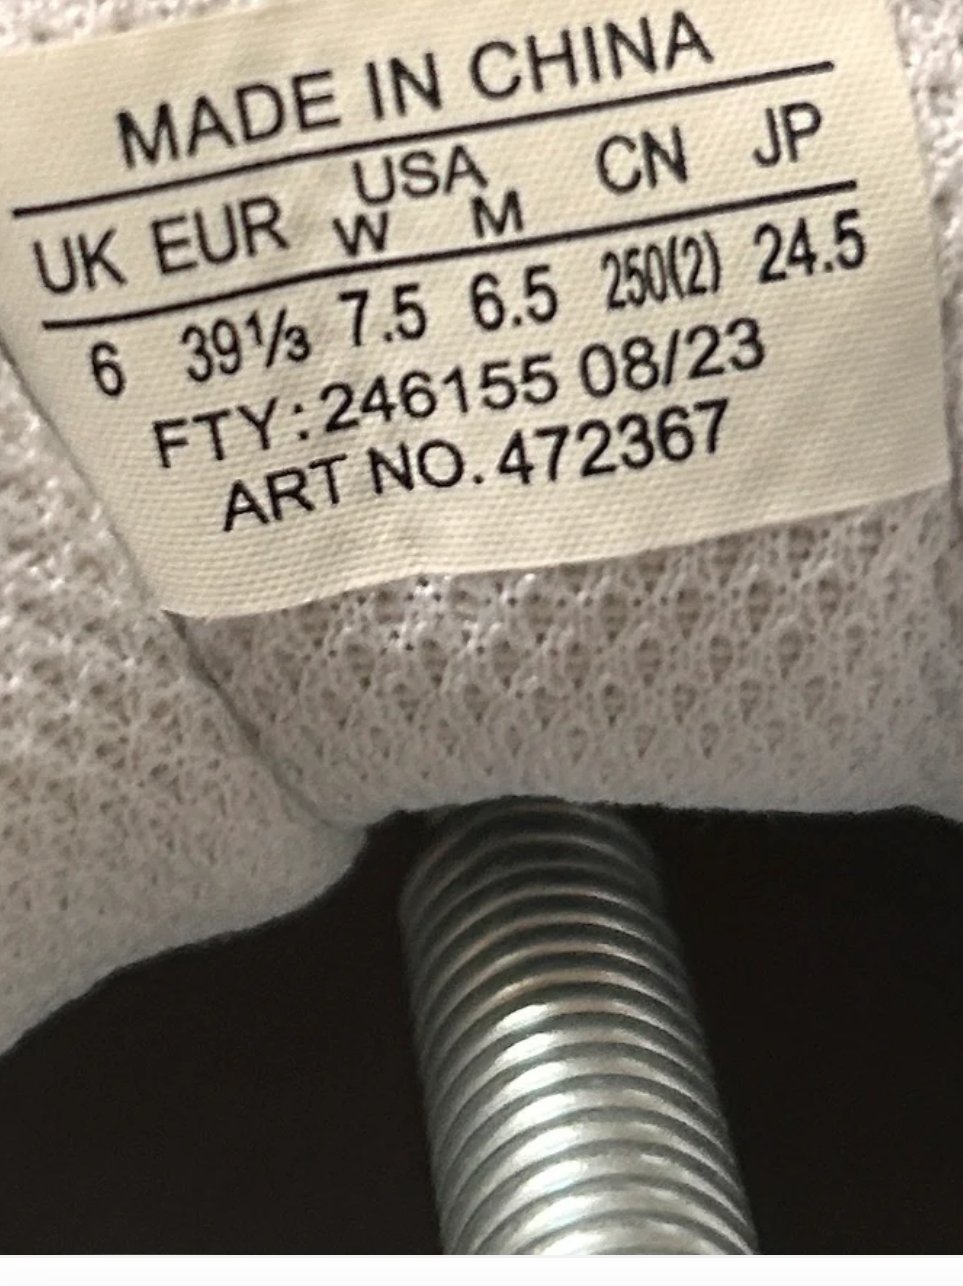 MADE IN CHINA
UK EUR USA CN JP
W M
6 39⅓ 7.5 6.5 250(2) 24.5
FTY:246155 08/23
ART NO. 472367